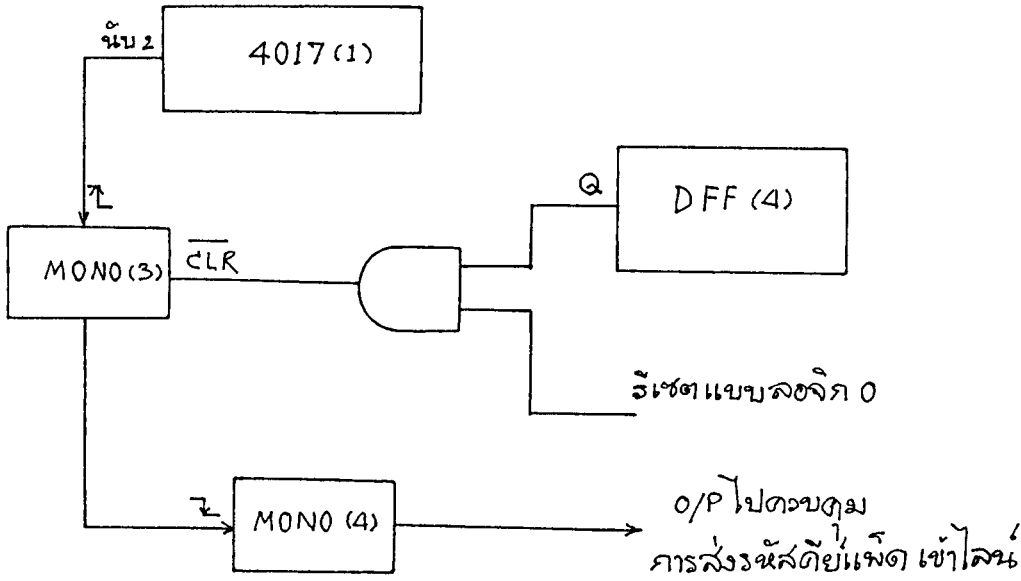 นับ 2
4017 (1)
Q
DFF (4)
MONO (3)
CLR
รีเซตแบบลอจิก 0
MONO (4)
O/P ไปควบคุม
การส่งรหัสคีย์แพ็ด เข้าไลน์